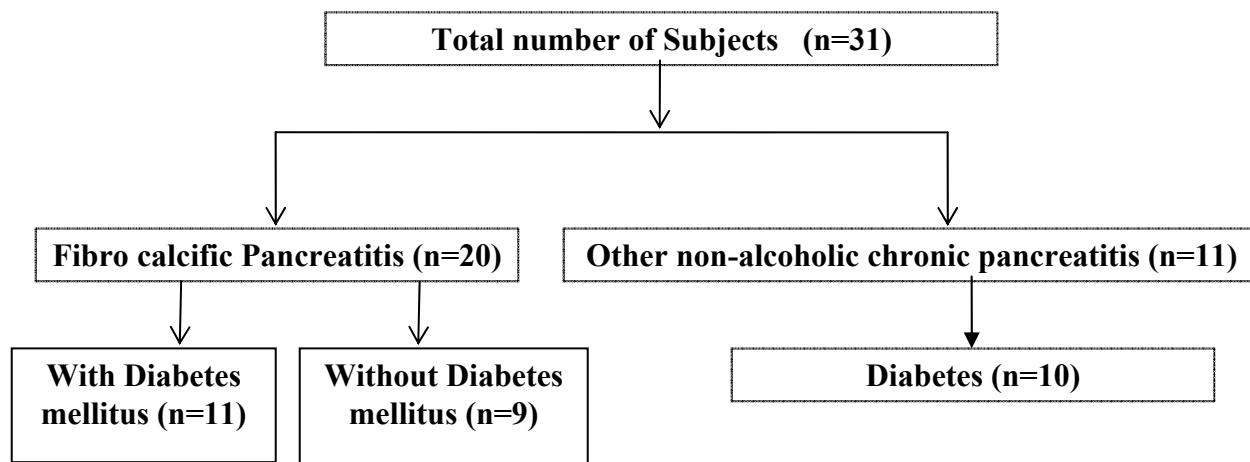 Total number of Subjects (n=31)
Fibro calcific Pancreatitis (n=20)
Other non-alcoholic chronic pancreatitis (n=11)
With Diabetes
mellitus (n=11)
Without Diabetes
mellitus (n=9)
Diabetes (n=10)